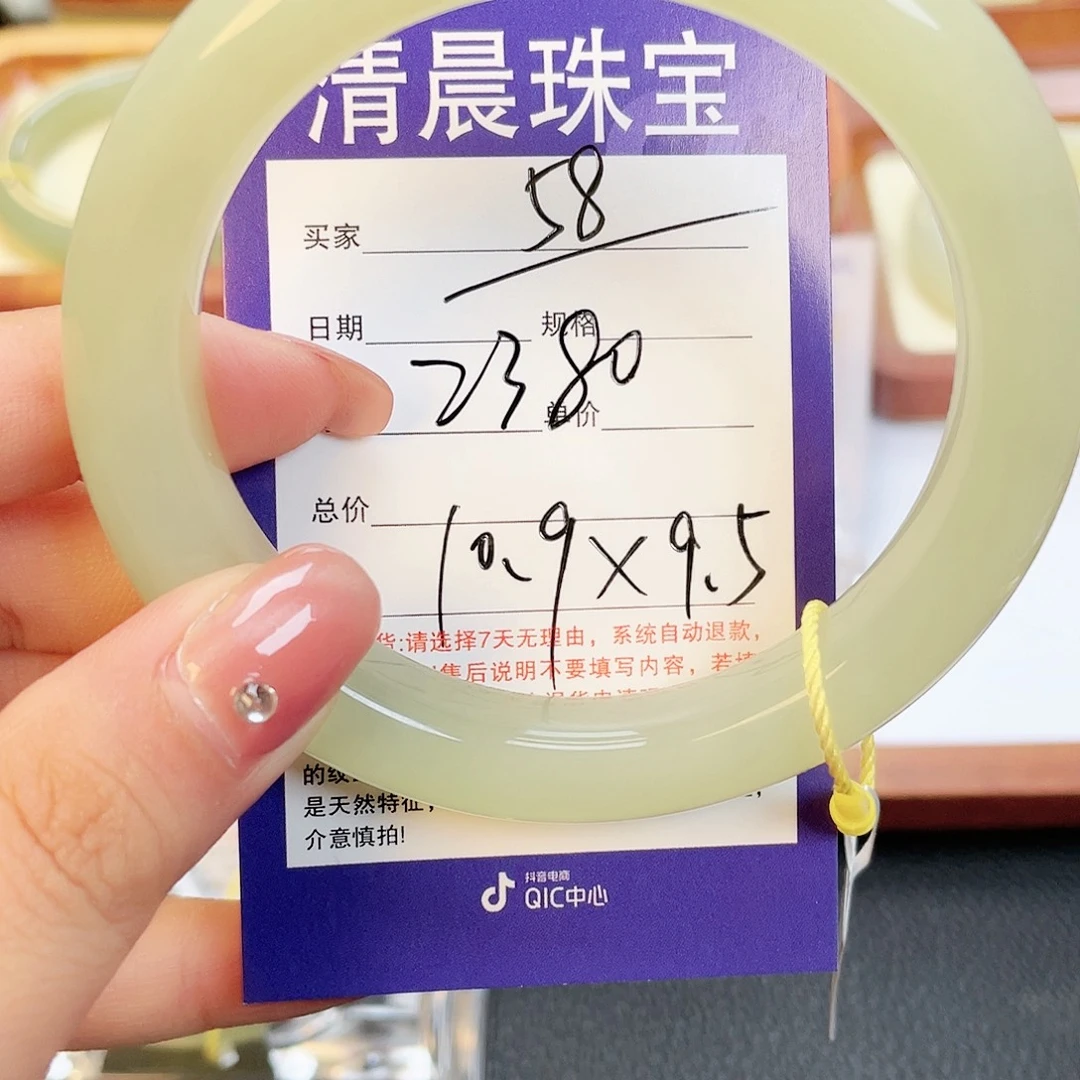 清晨珠宝
买家 58
日期 规格
2380
单价
总价
10.9×9.5
货:请选择7天无理由，系统自动退款，
售后说明不要填写内容，若填
的纹
是天然特征，
介意慎拍!
抖音电商
QIC中心